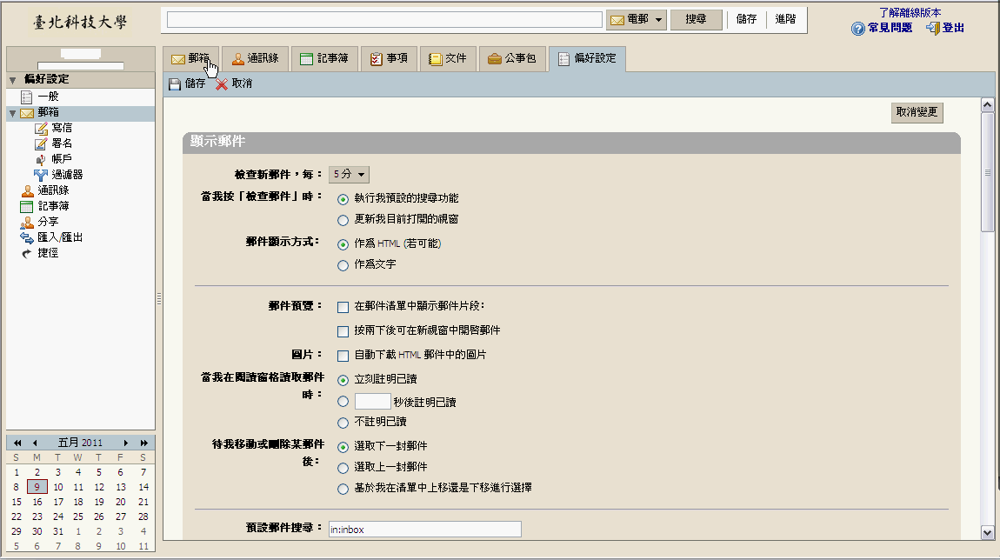 臺北科技大學
電郵
搜尋
儲存
進階
了解離線版本
常見問題
登出
郵箱
通訊錄
記事簿
事項
文件
公事包
偏好設定
儲存
取消
偏好設定
一般
郵箱
寫信
署名
帳戶
過濾器
通訊錄
記事簿
分享
匯入/匯出
捷徑
五月 2011
S M T W T F S
1 2 3 4 5 6 7
8 9 10 11 12 13 14
15 16 17 18 19 20 21
22 23 24 25 26 27 28
29 30 31 1 2 3 4
5 6 7 8 9 10 11
取消變更
顯示郵件
檢查新郵件，每： 5 分
當我按「檢查郵件」時： 執行我預設的搜尋功能
更新我目前打開的視窗
郵件顯示方式： 作為 HTML (若可能)
作為文字
郵件預覽： 在郵件清單中顯示郵件片段：
按兩下後可在新視窗中開啟郵件
圖片： 自動下載 HTML 郵件中的圖片
當我在閱讀窗格讀取郵件 立刻註明已讀
時：
秒後註明已讀
不註明已讀
待我移動或刪除某郵件 選取下一封郵件
後：
選取上一封郵件
基於我在清單中上移還是下移進行選擇
預設郵件搜尋： in:inbox